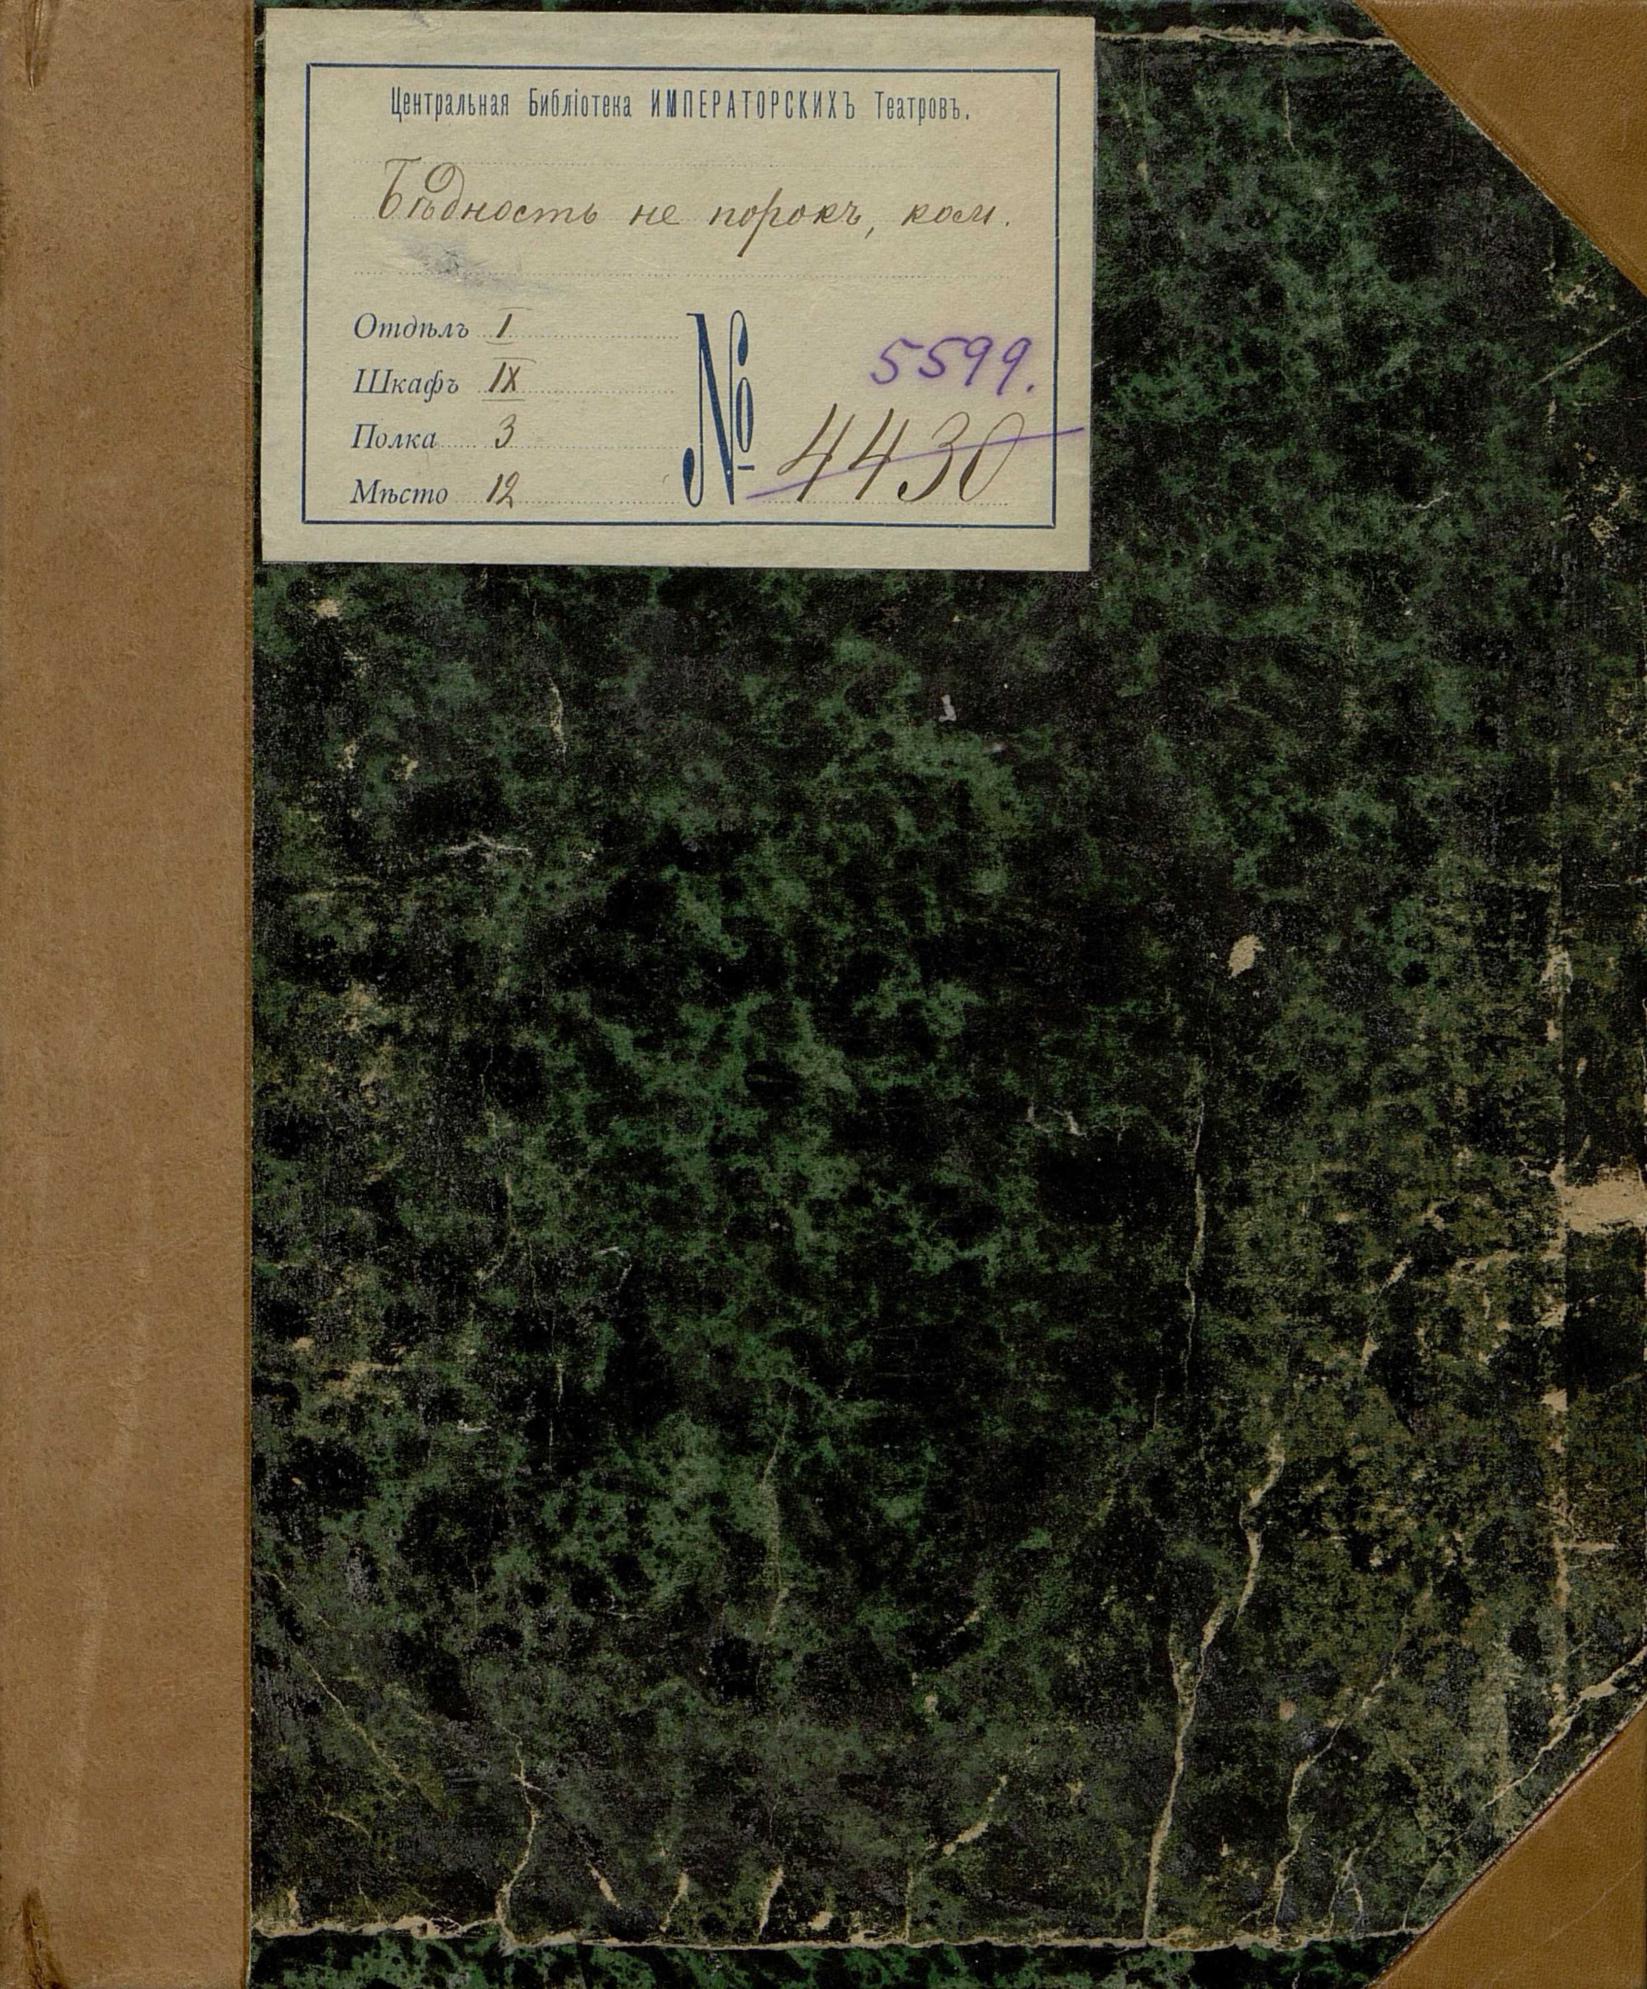 Центральная Библіотека ИМПЕРАТОРСКИХЪ Театровъ.
Бѣдность не порокъ, ком.
Отдѣлъ I
Шкафъ IX
Полка 3
Мѣсто 12
5599.
№ 4430